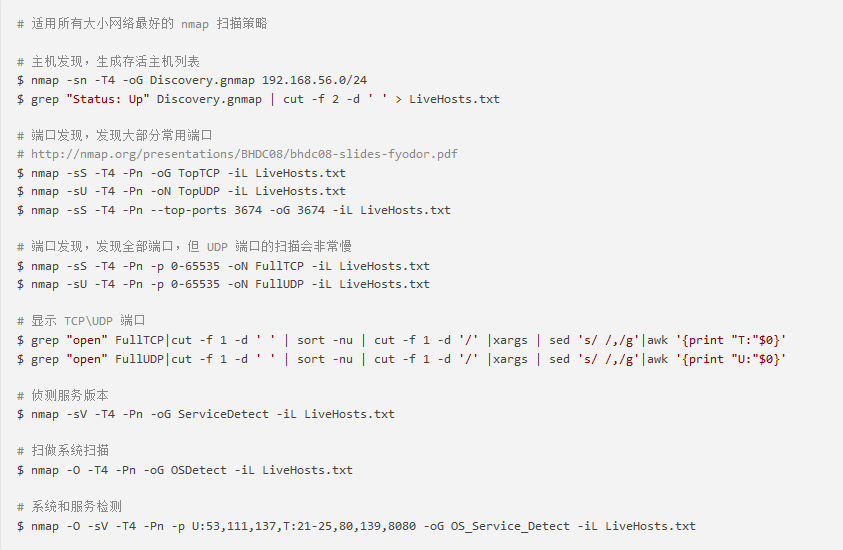 # 适用所有大小网络最好的 nmap 扫描策略
# 主机发现，生成存活主机列表
$ nmap -sn -T4 -oG Discovery.gnmap 192.168.56.0/24
$ grep "Status: Up" Discovery.gnmap | cut -f 2 -d ' ' > LiveHosts.txt
# 端口发现，发现大部分常用端口
# http://nmap.org/presentations/BHDC08/bhdc08-slides-fyodor.pdf
$ nmap -sS -T4 -Pn -oG TopTCP -iL LiveHosts.txt
$ nmap -sU -T4 -Pn -oN TopUDP -iL LiveHosts.txt
$ nmap -sS -T4 -Pn --top-ports 3674 -oG 3674 -iL LiveHosts.txt
# 端口发现，发现全部端口，但 UDP 端口的扫描会非常慢
$ nmap -sS -T4 -Pn -p 0-65535 -oN FullTCP -iL LiveHosts.txt
$ nmap -sU -T4 -Pn -p 0-65535 -oN FullUDP -iL LiveHosts.txt
# 显示 TCP\UDP 端口
$ grep "open" FullTCP|cut -f 1 -d ' ' | sort -nu | cut -f 1 -d '/' |xargs | sed 's/ /,/g'|awk '{print "T:"$0}'
$ grep "open" FullUDP|cut -f 1 -d ' ' | sort -nu | cut -f 1 -d '/' |xargs | sed 's/ /,/g'|awk '{print "U:"$0}'
# 侦测服务版本
$ nmap -sV -T4 -Pn -oG ServiceDetect -iL LiveHosts.txt
# 扫做系统扫描
$ nmap -O -T4 -Pn -oG OSDetect -iL LiveHosts.txt
# 系统和服务检测
$ nmap -O -sV -T4 -Pn -p U:53,111,137,T:21-25,80,139,8080 -oG OS_Service_Detect -iL LiveHosts.txt